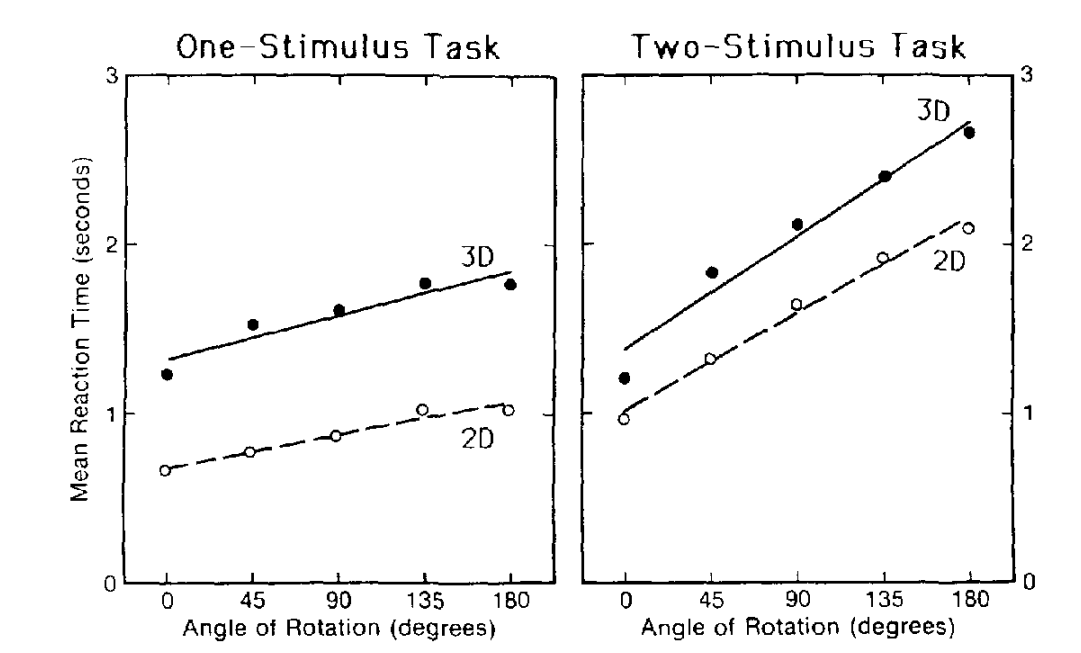 One-Stimulus Task
Two-Stimulus Task
3
2
1
0
Mean Reaction Time (seconds)
3D
2D
0 45 90 135 180
Angle of Rotation (degrees)
3D
2D
3
2
1
0
0 45 90 135 180
Angle of Rotation (degrees)